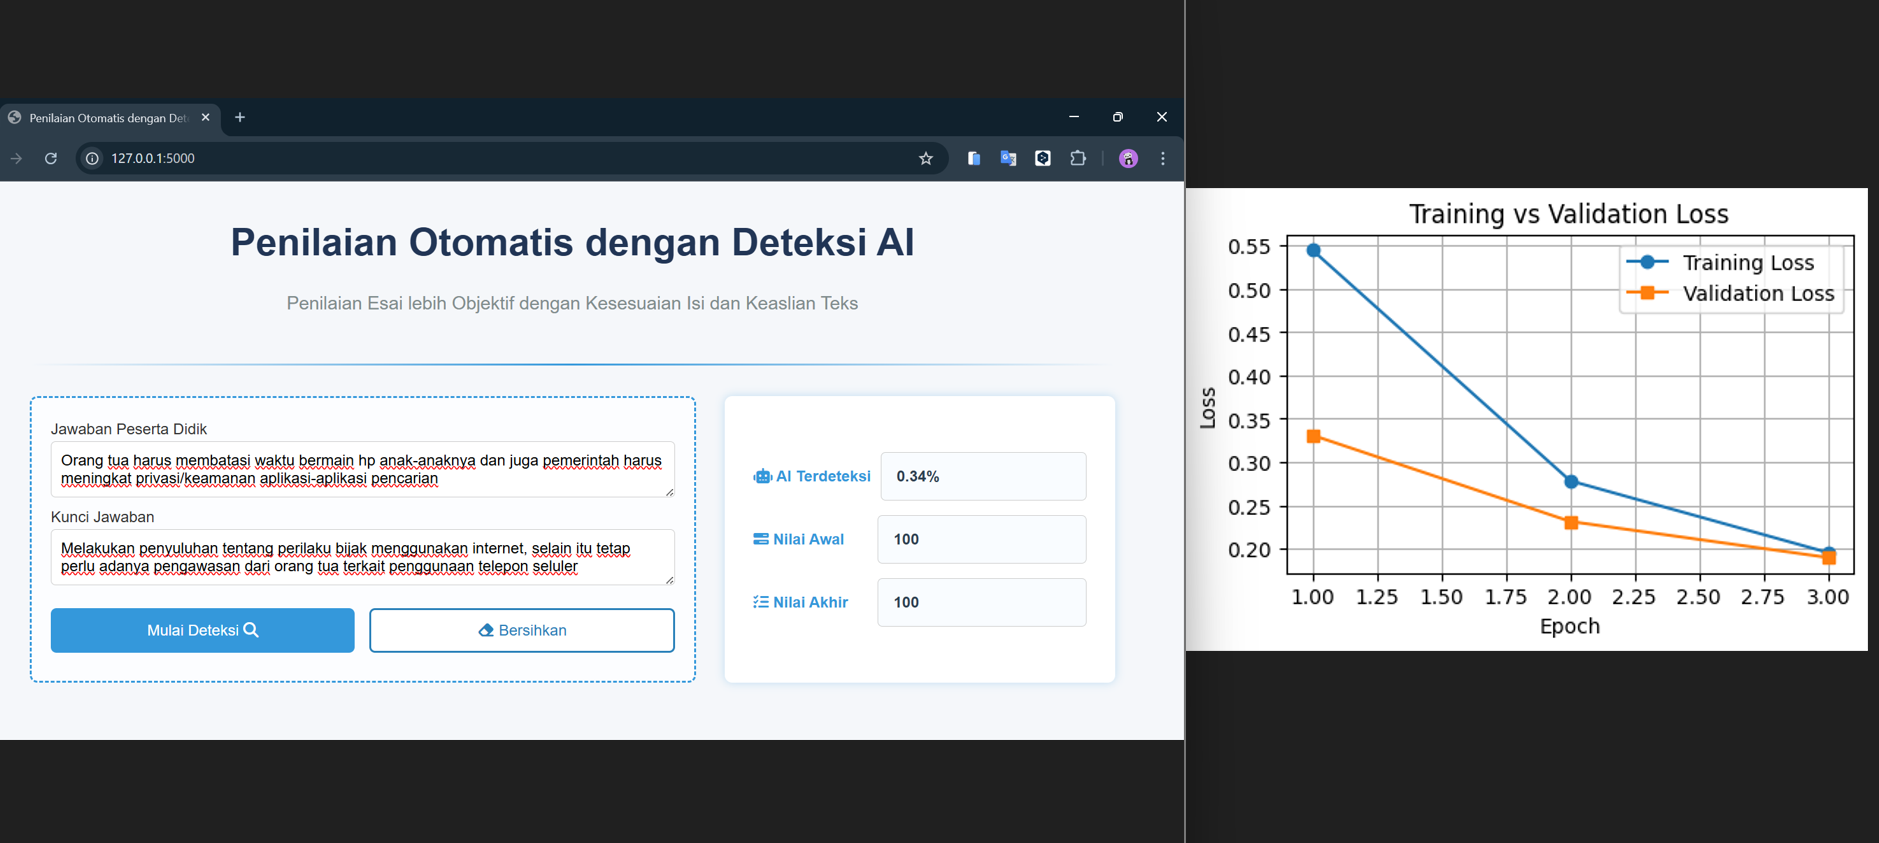 Penilaian Otomatis dengan Det
127.0.0.1:5000
Penilaian Otomatis dengan Deteksi AI
Penilaian Esai lebih Objektif dengan Kesesuaian Isi dan Keaslian Teks
Jawaban Peserta Didik
Orang tua harus membatasi waktu bermain hp anak-anaknya dan juga pemerintah harus
meningkat privasi/keamanan aplikasi-aplikasi pencarian
Kunci Jawaban
Melakukan penyuluhan tentang perilaku bijak menggunakan internet, selain itu tetap
perlu adanya pengawasan dari orang tua terkait penggunaan telepon seluler
Mulai Deteksi
Bersihkan
AI Terdeteksi 0.34%
Nilai Awal 100
Nilai Akhir 100
Training vs Validation Loss
Training Loss
Validation Loss
Loss
0.55
0.50
0.45
0.40
0.35
0.30
0.25
0.20
1.00 1.25 1.50 1.75 2.00 2.25 2.50 2.75 3.00
Epoch